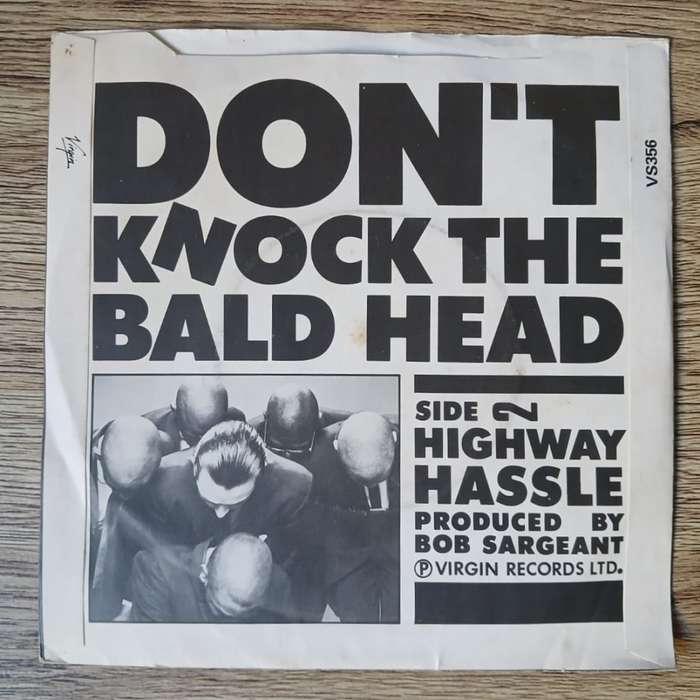 DON'T
KNOCK THE
BALD HEAD
SIDE 2
HIGHWAY
HASSLE
PRODUCED BY
BOB SARGEANT
Ⓟ VIRGIN RECORDS LTD.
Virgin
VS356